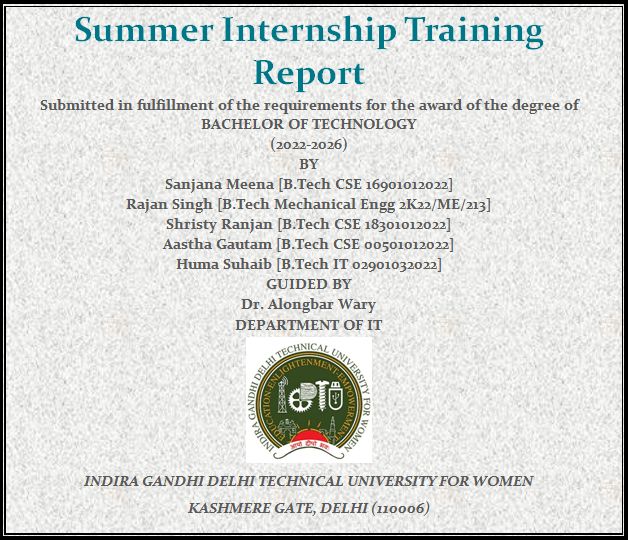 Summer Internship Training
Report
Submitted in fulfillment of the requirements for the award of the degree of
BACHELOR OF TECHNOLOGY
(2022-2026)
BY
Sanjana Meena [B.Tech CSE 16901012022]
Rajan Singh [B.Tech Mechanical Engg 2K22/ME/213]
Shristy Ranjan [B.Tech CSE 18301012022]
Aastha Gautam [B.Tech CSE 00501012022]
Huma Suhaib [B.Tech IT 02901032022]
GUIDED BY
Dr. Alongbar Wary
DEPARTMENT OF IT
INDIRA GANDHI DELHI TECHNICAL UNIVERSITY FOR WOMEN
EDUCATION-ENLIGHTENMENT-EMPOWERMENT
INDIRA GANDHI DELHI TECHNICAL UNIVERSITY FOR WOMEN
KASHMERE GATE, DELHI (110006)